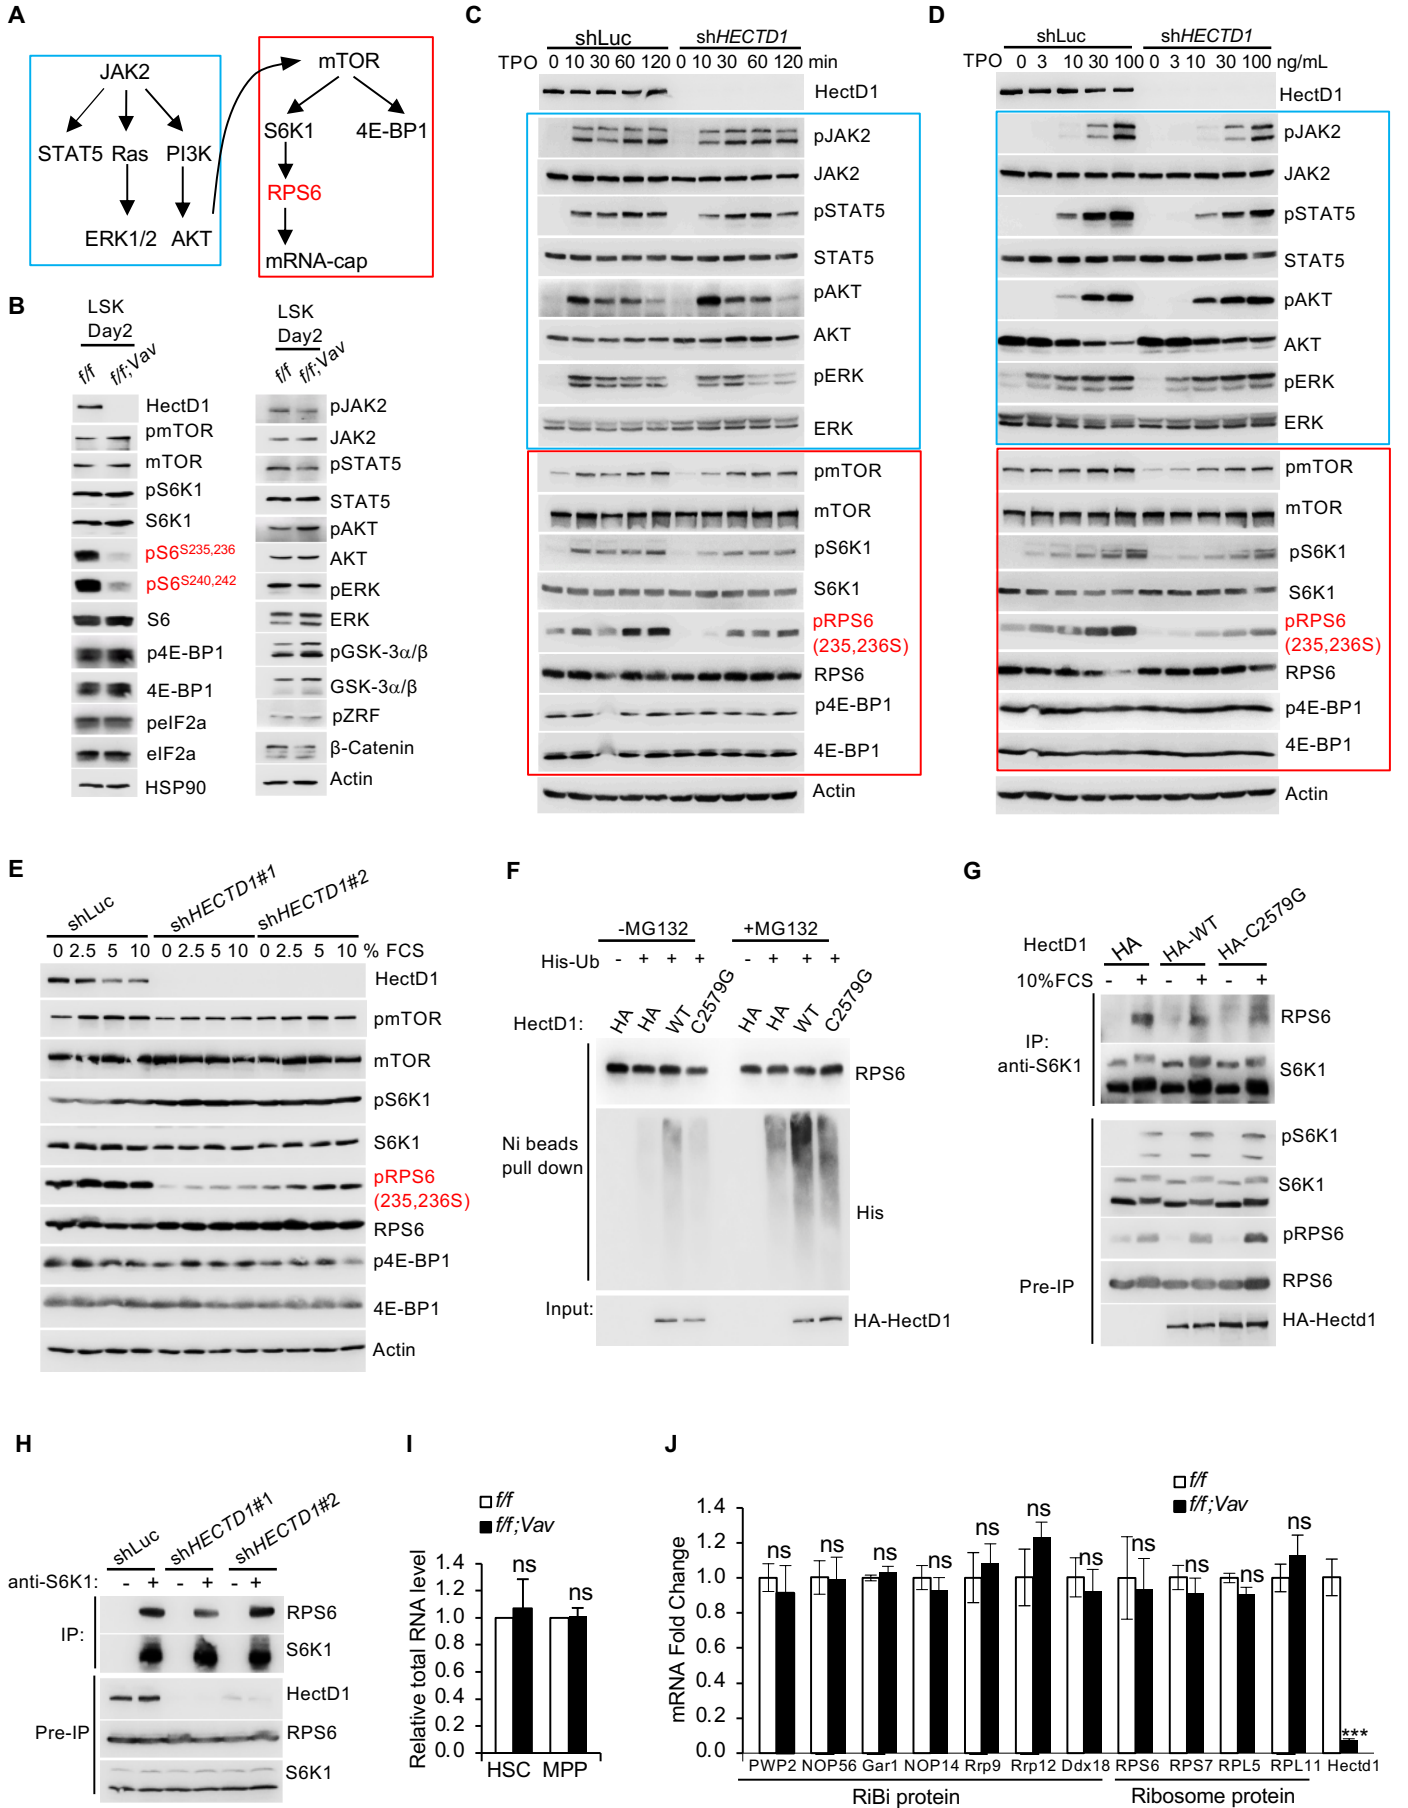 A
JAK2
STAT5 Ras PI3K
ERK1/2 AKT
mTOR
S6K1 4E-BP1
RPS6
mRNA-cap
B
LSK
Day2
f/f f/f;Vav
HectD1
pmTOR
mTOR
pS6K1
S6K1
pS6S235,236
pS6S240,242
S6
p4E-BP1
4E-BP1
peIF2a
eIF2a
HSP90
LSK
Day2
f/f f/f;Vav
pJAK2
JAK2
pSTAT5
STAT5
pAKT
AKT
pERK
ERK
pGSK-3α/β
GSK-3α/β
pZRF
β-Catenin
Actin
C
shLuc shHECTD1
TPO 0 10 30 60 120 0 10 30 60 120 min
HectD1
pJAK2
JAK2
pSTAT5
STAT5
pAKT
AKT
pERK
ERK
pmTOR
mTOR
pS6K1
S6K1
pRPS6
(235,236S)
RPS6
p4E-BP1
4E-BP1
Actin
D
shLuc shHECTD1
TPO 0 3 10 30 100 0 3 10 30 100 ng/mL
HectD1
pJAK2
JAK2
pSTAT5
STAT5
pAKT
AKT
pERK
ERK
pmTOR
mTOR
pS6K1
S6K1
pRPS6
(235,236S)
RPS6
p4E-BP1
4E-BP1
Actin
E
shLuc shHECTD1#1 shHECTD1#2
0 2.5 5 10 0 2.5 5 10 0 2.5 5 10 % FCS
HectD1
pmTOR
mTOR
pS6K1
S6K1
pRPS6
(235,236S)
RPS6
p4E-BP1
4E-BP1
Actin
F
-MG132 +MG132
His-Ub - + + + - + + +
HectD1: HA HA WT C2579G HA HA WT C2579G
RPS6
Ni beads
pull down
His
Input:
HA-HectD1
G
HectD1 HA HA-WT HA-C2579G
10%FCS - + - + - +
IP:
anti-S6K1
RPS6
S6K1
Pre-IP
pS6K1
S6K1
pRPS6
RPS6
HA-Hectd1
H
shLuc shHECTD1#1 shHECTD1#2
anti-S6K1: - + - + - +
IP:
RPS6
S6K1
Pre-IP
HectD1
RPS6
S6K1
I
f/f
f/f;Vav
Relative total RNA level
1.4
1.2
1.0
0.8
0.6
0.4
0.2
0.0
ns ns
HSC MPP
J
f/f
f/f;Vav
mRNA Fold Change
1.4
1.2
1.0
0.8
0.6
0.4
0.2
0.0
ns ns ns ns ns ns ns ns ns ns ns ***
PWP2 NOP56 Gar1 NOP14 Rrp9 Rrp12 Ddx18 RPS6 RPS7 RPL5 RPL11 Hectd1
RiBi protein Ribosome protein